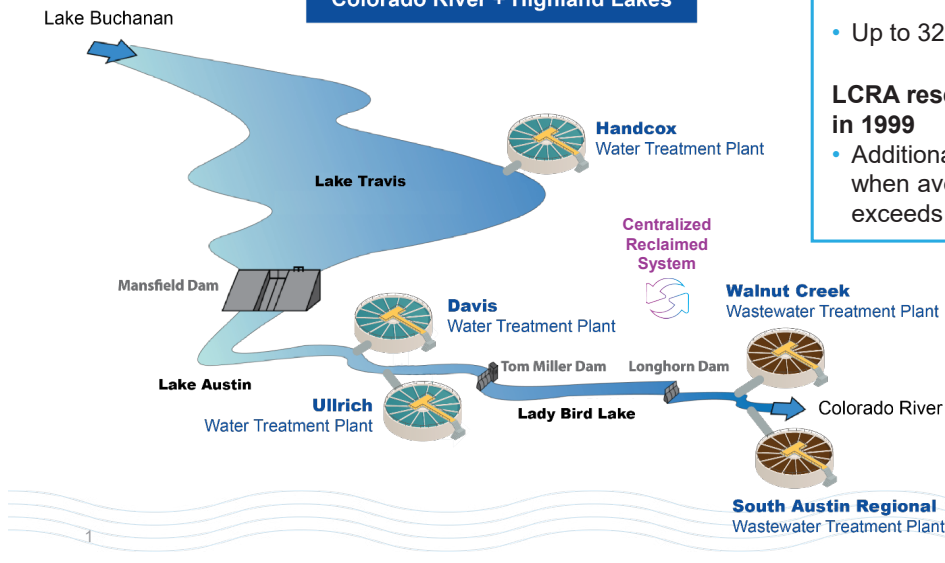 Colorado River + Highland Lakes
Lake Buchanan
• Up to 32
LCRA rese
in 1999
• Additiona
when ave
exceeds
Handcox
Water Treatment Plant
Lake Travis
Centralized
Reclaimed
System
Mansfield Dam
Walnut Creek
Wastewater Treatment Plant
Davis
Water Treatment Plant
Tom Miller Dam
Longhorn Dam
Lake Austin
Ullrich
Water Treatment Plant
Lady Bird Lake
Colorado River
South Austin Regional
Wastewater Treatment Plant
1